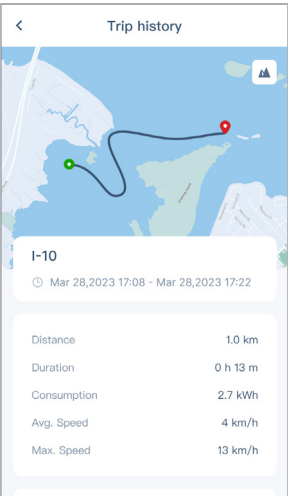 Trip history
I-10
Mar 28,2023 17:08 - Mar 28,2023 17:22
Distance 1.0 km
Duration 0 h 13 m
Consumption 2.7 kWh
Avg. Speed 4 km/h
Max. Speed 13 km/h